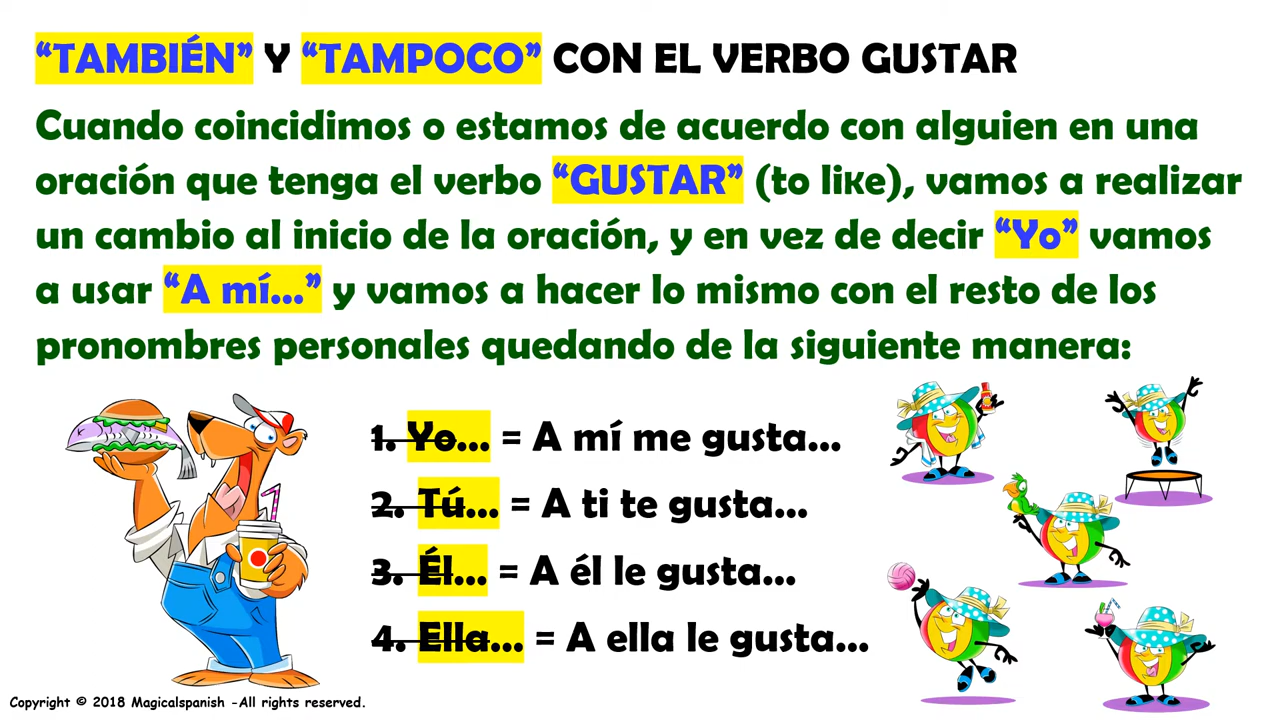 “TAMBIÉN” Y “TAMPOCO” CON EL VERBO GUSTAR
Cuando coincidimos o estamos de acuerdo con alguien en una
oración que tenga el verbo “GUSTAR” (to like), vamos a realizar
un cambio al inicio de la oración, y en vez de decir “Yo” vamos
a usar “A mí...” y vamos a hacer lo mismo con el resto de los
pronombres personales quedando de la siguiente manera:
1. Yo... = A mí me gusta...
2. Tú... = A ti te gusta...
3. Él... = A él le gusta...
4. Ella... = A ella le gusta...
Copyright © 2018 Magicalspanish -All rights reserved.